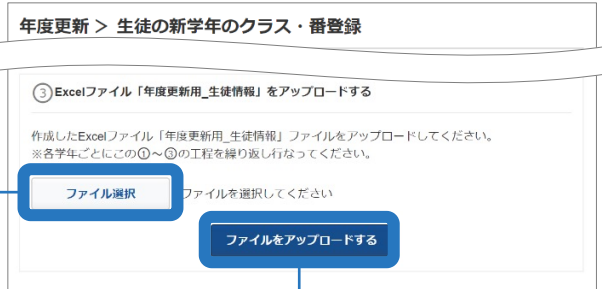 年度更新＞ 生徒の新学年のクラス・番登録
③Excelファイル「年度更新用_生徒情報」をアップロードする
作成したExcelファイル「年度更新用_生徒情報」ファイルをアップロードしてください。
※各学年ごとにこの①～③の工程を繰り返し行なってください。
ファイル選択 ファイルを選択してください
ファイルをアップロードする